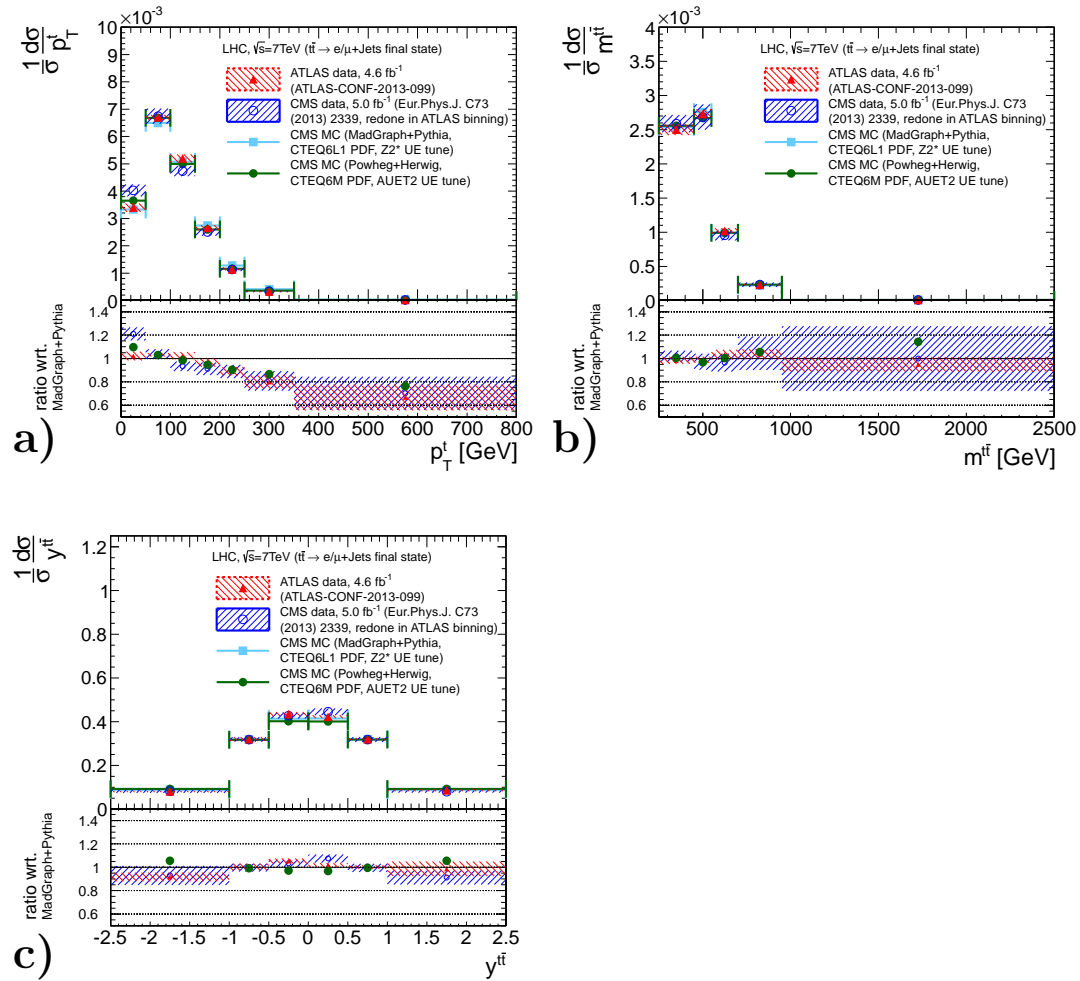 ×10⁻³
1/σ dσ/p_T^t
10
9
8
7
6
5
4
3
2
1
LHC, √s=7TeV (tt̄ → e/μ+Jets final state)
ATLAS data, 4.6 fb⁻¹
(ATLAS-CONF-2013-099)
CMS data, 5.0 fb⁻¹ (Eur.Phys.J. C73
(2013) 2339, redone in ATLAS binning)
CMS MC (MadGraph+Pythia,
CTEQ6L1 PDF, Z2* UE tune)
CMS MC (Powheg+Herwig,
CTEQ6M PDF, AUET2 UE tune)
ratio wrt.
MadGraph+Pythia
1.4
1.2
1
0.8
0.6
0 100 200 300 400 500 600 700 800
p_T^t [GeV]
a)
×10⁻³
1/σ dσ/m^tt̄
4
3.5
3
2.5
2
1.5
1
0.5
0
LHC, √s=7TeV (tt̄ → e/μ+Jets final state)
ATLAS data, 4.6 fb⁻¹
(ATLAS-CONF-2013-099)
CMS data, 5.0 fb⁻¹ (Eur.Phys.J. C73
(2013) 2339, redone in ATLAS binning)
CMS MC (MadGraph+Pythia,
CTEQ6L1 PDF, Z2* UE tune)
CMS MC (Powheg+Herwig,
CTEQ6M PDF, AUET2 UE tune)
ratio wrt.
MadGraph+Pythia
1.4
1.2
1
0.8
0.6
500 1000 1500 2000 2500
m^tt̄ [GeV]
b)
1/σ dσ/y^tt̄
1.2
1
0.8
0.6
0.4
0.2
0
LHC, √s=7TeV (tt̄ → e/μ+Jets final state)
ATLAS data, 4.6 fb⁻¹
(ATLAS-CONF-2013-099)
CMS data, 5.0 fb⁻¹ (Eur.Phys.J. C73
(2013) 2339, redone in ATLAS binning)
CMS MC (MadGraph+Pythia,
CTEQ6L1 PDF, Z2* UE tune)
CMS MC (Powheg+Herwig,
CTEQ6M PDF, AUET2 UE tune)
ratio wrt.
MadGraph+Pythia
1.4
1.2
1
0.8
0.6
-2.5 -2 -1.5 -1 -0.5 0 0.5 1 1.5 2 2.5
y^tt̄
c)